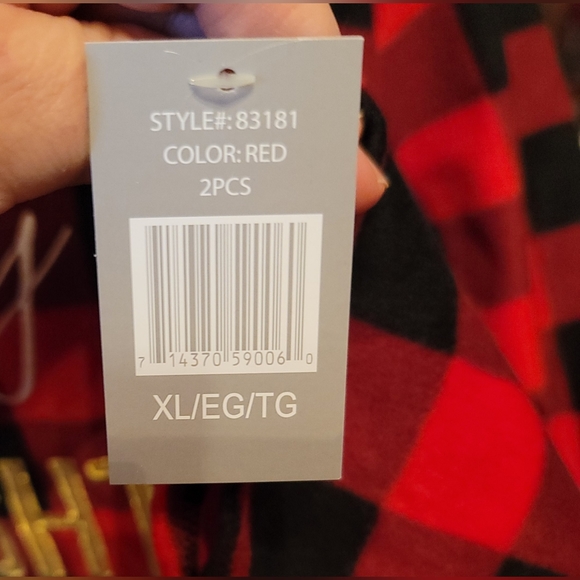 STYLE#: 83181
COLOR: RED
2PCS
7 14370 59006 0
XL/EG/TG